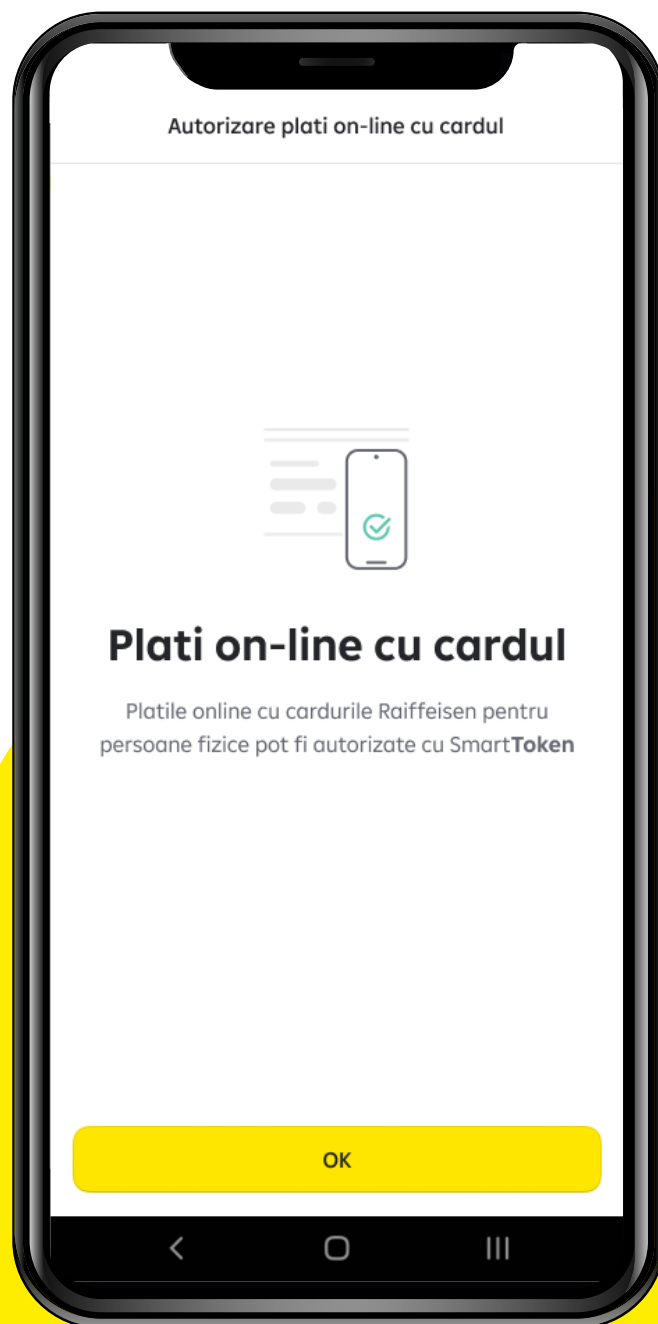 Autorizare plati on-line cu cardul
Plati on-line cu cardul
Platile online cu cardurile Raiffeisen pentru
persoane fizice pot fi autorizate cu SmartToken
OK